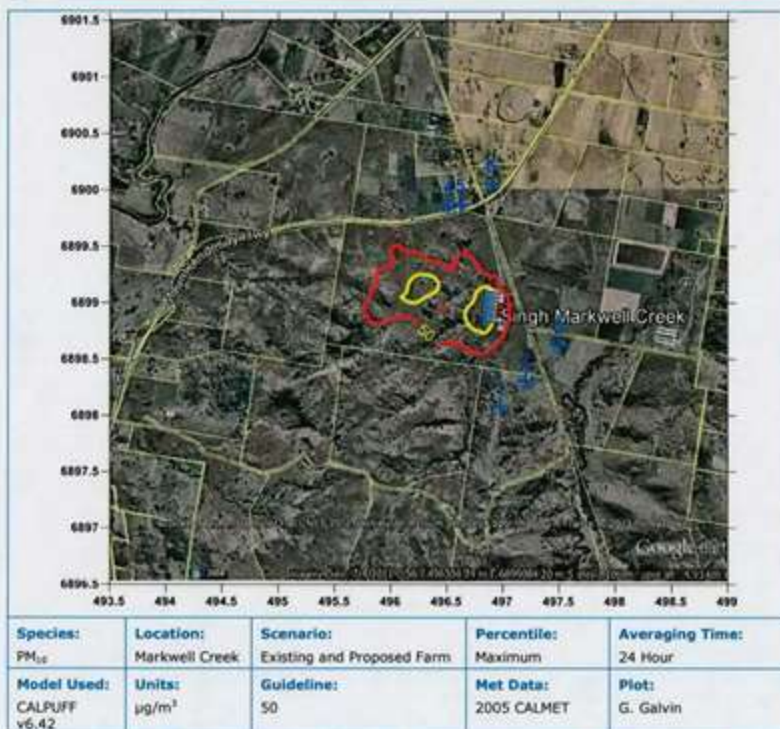 6901.5
6901
6900.5
6900
6899.5
6899
6898.5
6898
6897.5
6897
6896.5
50
Singh Markwell Creek
Google
493.5 494 494.5 495 495.5 496 496.5 497 497.5 498 498.5 499
Species: Location: Scenario: Percentile: Averaging Time:
PM₁₀ Markwell Creek Existing and Proposed Farm Maximum 24 Hour
Model Used: Units: Guideline: Met Data: Plot:
CALPUFF µg/m³ 50 2005 CALMET G. Galvin
v6.42